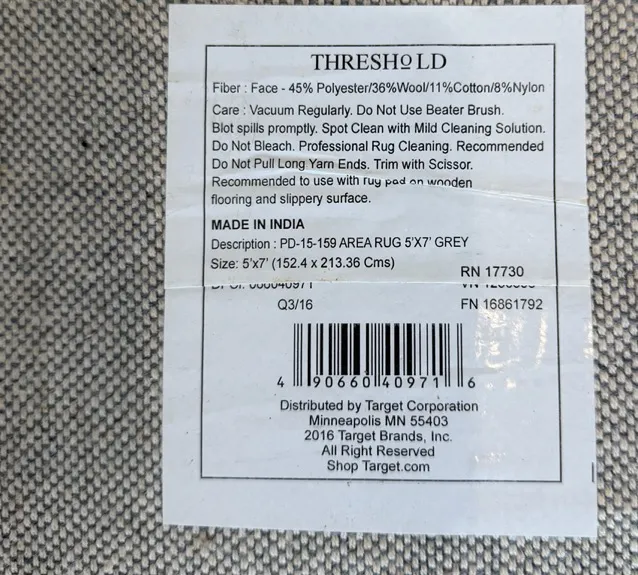 THRESHOLD
Fiber : Face - 45% Polyester/36%Wool/11%Cotton/8%Nylon
Care : Vacuum Regularly. Do Not Use Beater Brush.
Blot spills promptly. Spot Clean with Mild Cleaning Solution.
Do Not Bleach. Professional Rug Cleaning. Recommended
Do Not Pull Long Yarn Ends. Trim with Scissor.
Recommended to use with rug pad on wooden
flooring and slippery surface.
MADE IN INDIA
Description : PD-15-159 AREA RUG 5'X7' GREY
Size: 5'x7' (152.4 x 213.36 Cms)
RN 17730
Q3/16
FN 16861792
4 90660 40971 6
Distributed by Target Corporation
Minneapolis MN 55403
2016 Target Brands, Inc.
All Right Reserved
Shop Target.com